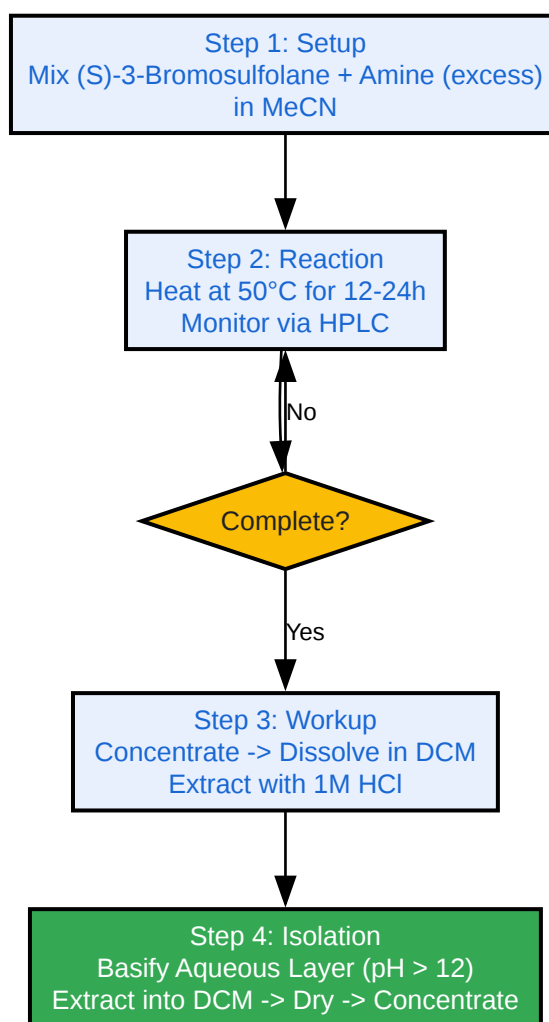 Step 1: Setup
Mix (S)-3-Bromosulfolane + Amine (excess)
in MeCN
Step 2: Reaction
Heat at 50°C for 12-24h
Monitor via HPLC
No
Complete?
Yes
Step 3: Workup
Concentrate -> Dissolve in DCM
Extract with 1M HCl
Step 4: Isolation
Basify Aqueous Layer (pH > 12)
Extract into DCM -> Dry -> Concentrate